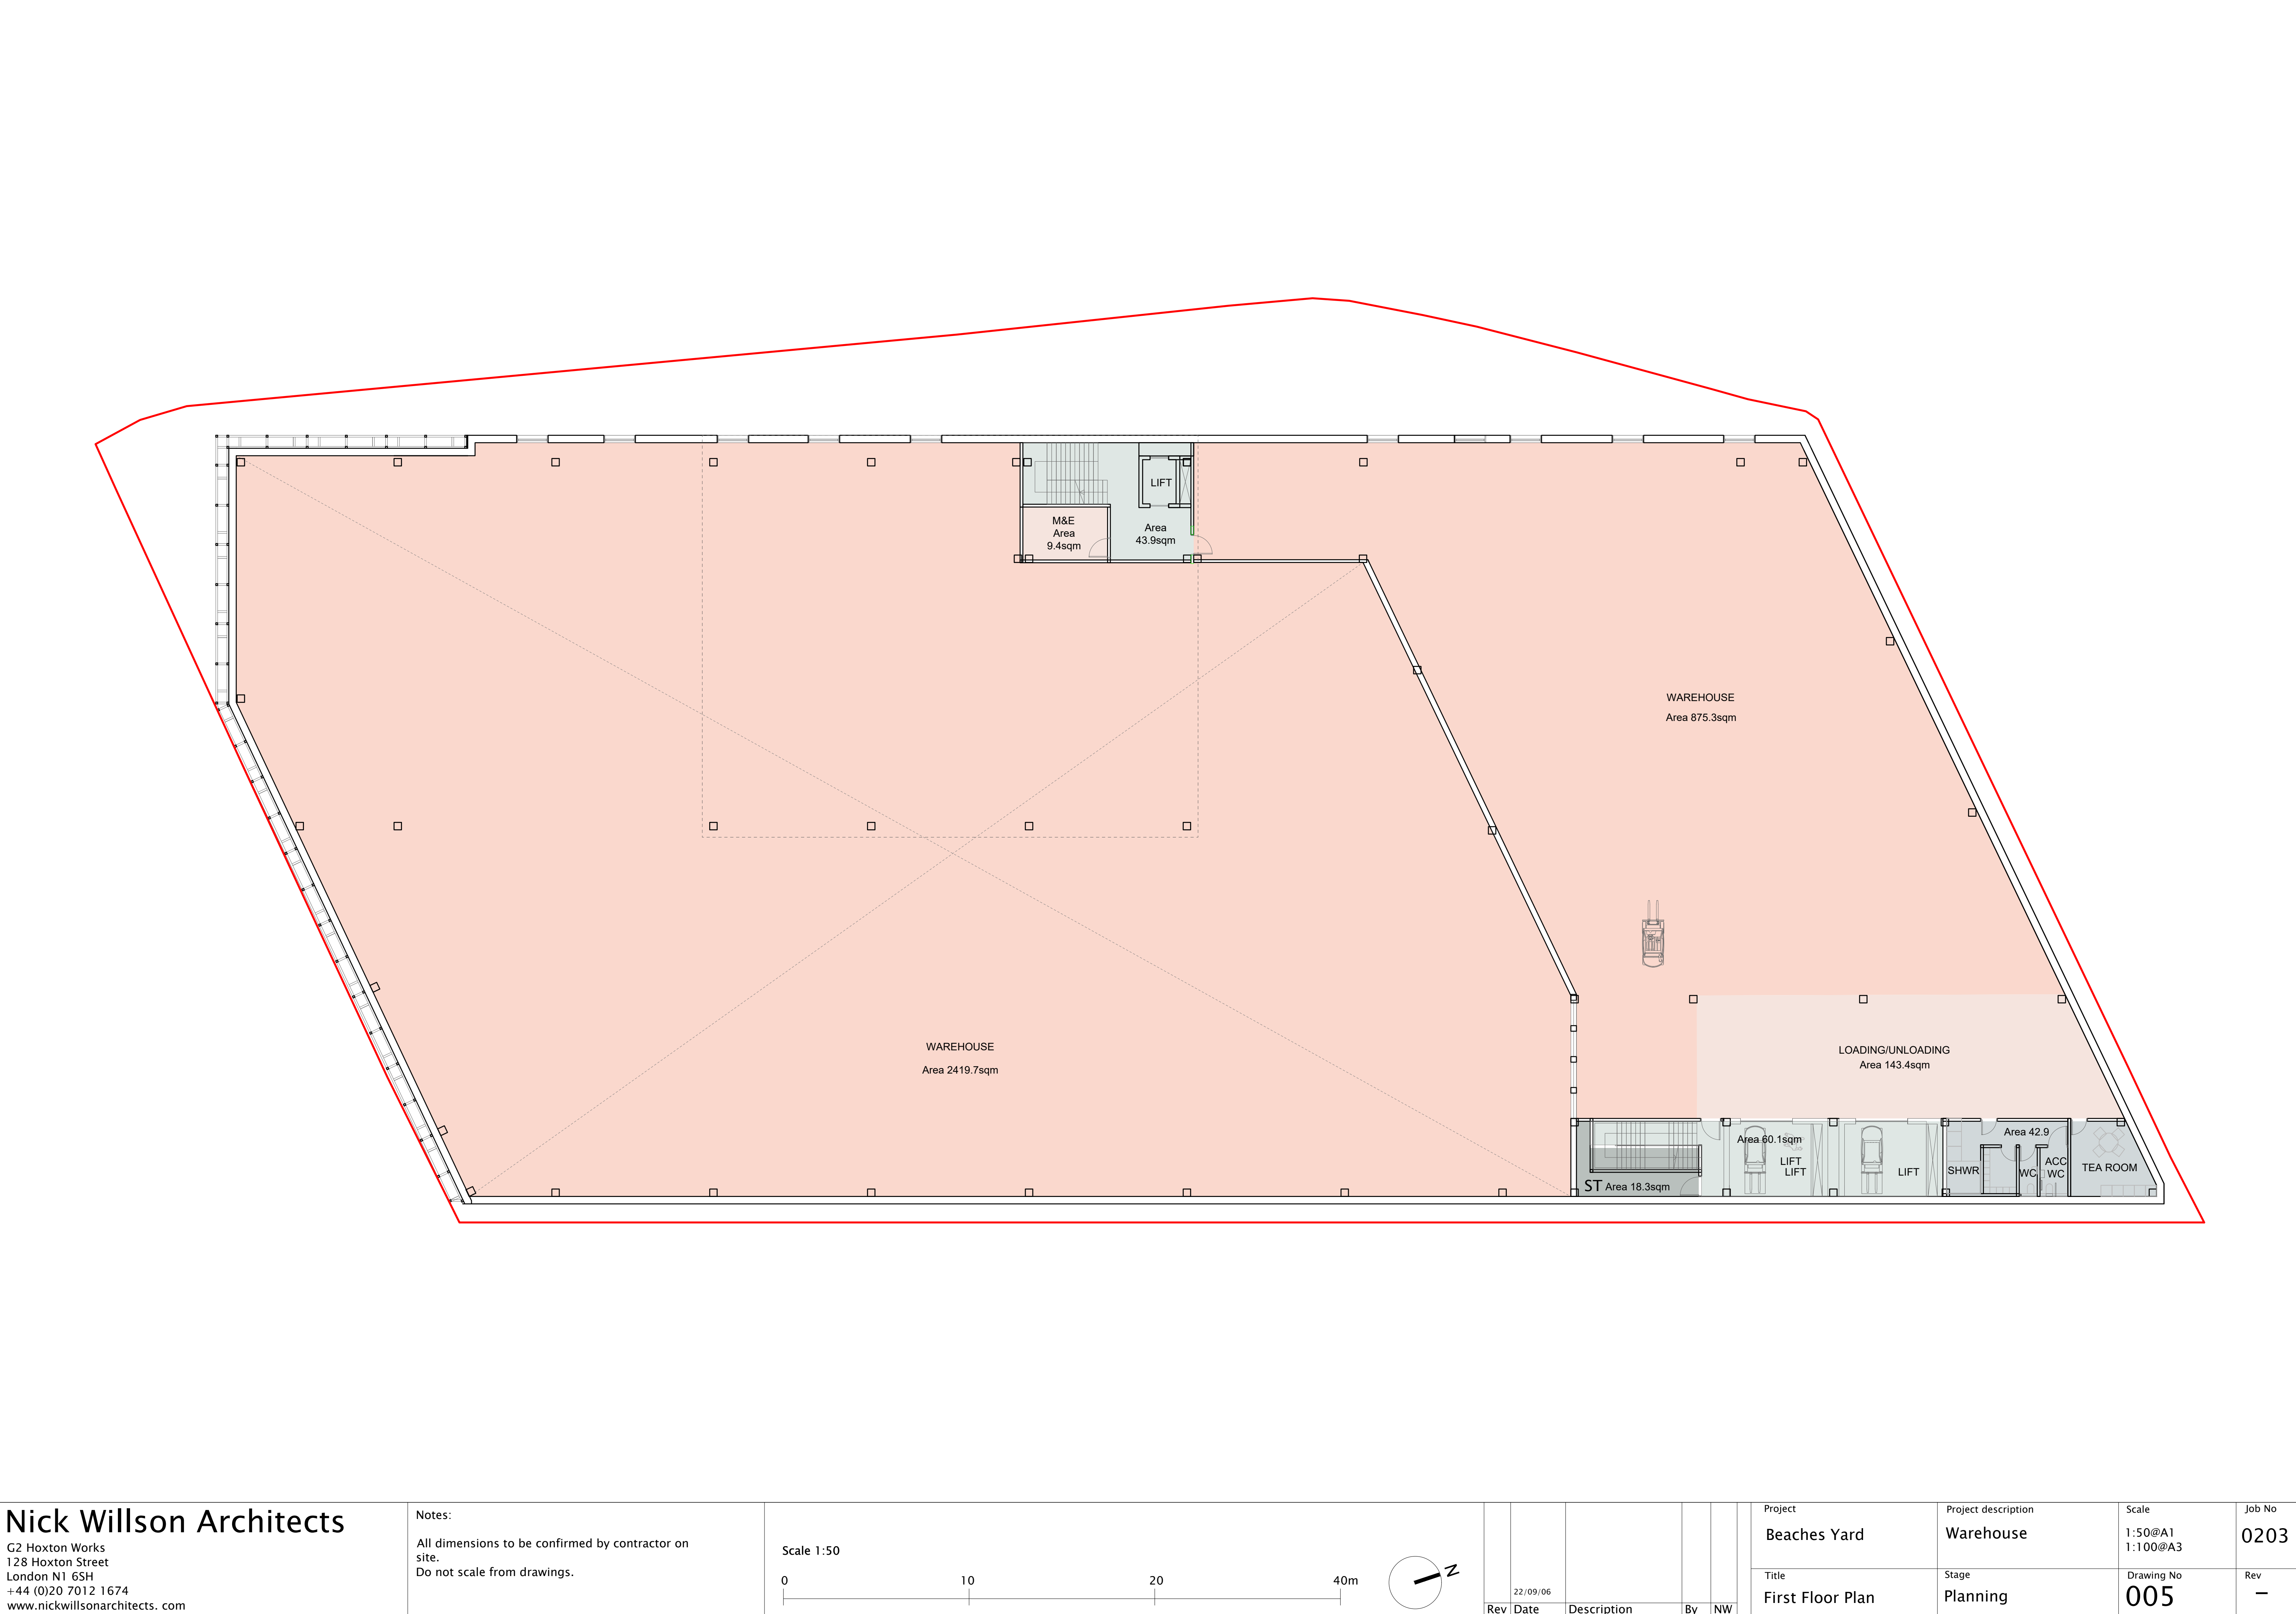 LIFT
M&E
Area
9.4sqm
Area
43.9sqm
WAREHOUSE
Area 875.3sqm
WAREHOUSE
Area 2419.7sqm
LOADING/UNLOADING
Area 143.4sqm
Area 60.1sqm
LIFT
LIFT
LIFT
ST Area 18.3sqm
Area 42.9
SHWR
WC
ACC
WC
TEA ROOM
Nick Willson Architects
G2 Hoxton Works
128 Hoxton Street
London N1 6SH
+44 (0)20 7012 1674
www.nickwillsonarchitects. com
Notes:
All dimensions to be confirmed by contractor on
site.
Do not scale from drawings.
Scale 1:50
0 10 20 40m
N
22/09/06
Rev Date Description By NW
Project
Beaches Yard
Project description
Warehouse
Scale
1:50@A1
1:100@A3
Job No
0203
Title
First Floor Plan
Stage
Planning
Drawing No
005
Rev
–